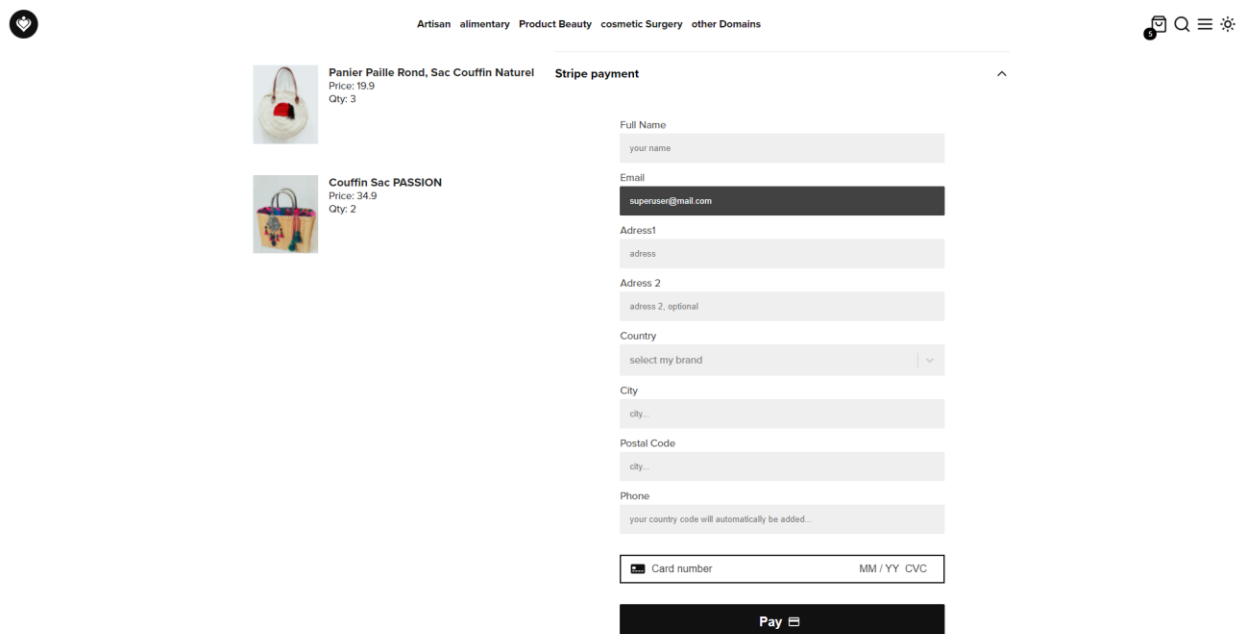 Artisan alimentary Product Beauty cosmetic Surgery other Domains
5
Panier Paille Rond, Sac Couffin Naturel
Price: 19.9
Qty: 3
Couffin Sac PASSION
Price: 34.9
Qty: 2
Stripe payment
Full Name
your name
Email
superuser@mail.com
Adress1
adress
Adress 2
adress 2, optional
Country
select my brand
City
city...
Postal Code
city...
Phone
your country code will automatically be added...
Card number MM / YY CVC
Pay